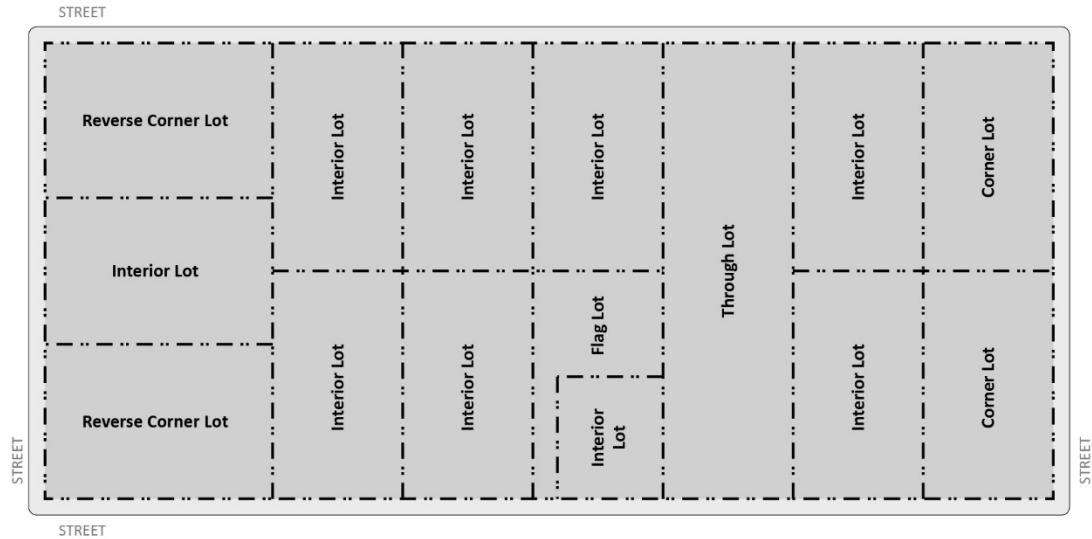 STREET
Reverse Corner Lot
Interior Lot
Interior Lot
Interior Lot
Interior Lot
Corner Lot
Interior Lot
Through Lot
Flag Lot
Reverse Corner Lot
Interior Lot
Interior Lot
Interior
Lot
Interior Lot
Corner Lot
STREET
STREET
STREET